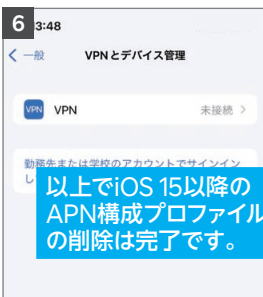 6
3:48
一般
VPNとデバイス管理
VPN VPN 未接続
勤務先または学校のアカウントでサインイン
し
以上でiOS 15以降の
APN構成プロファイル
の削除は完了です。